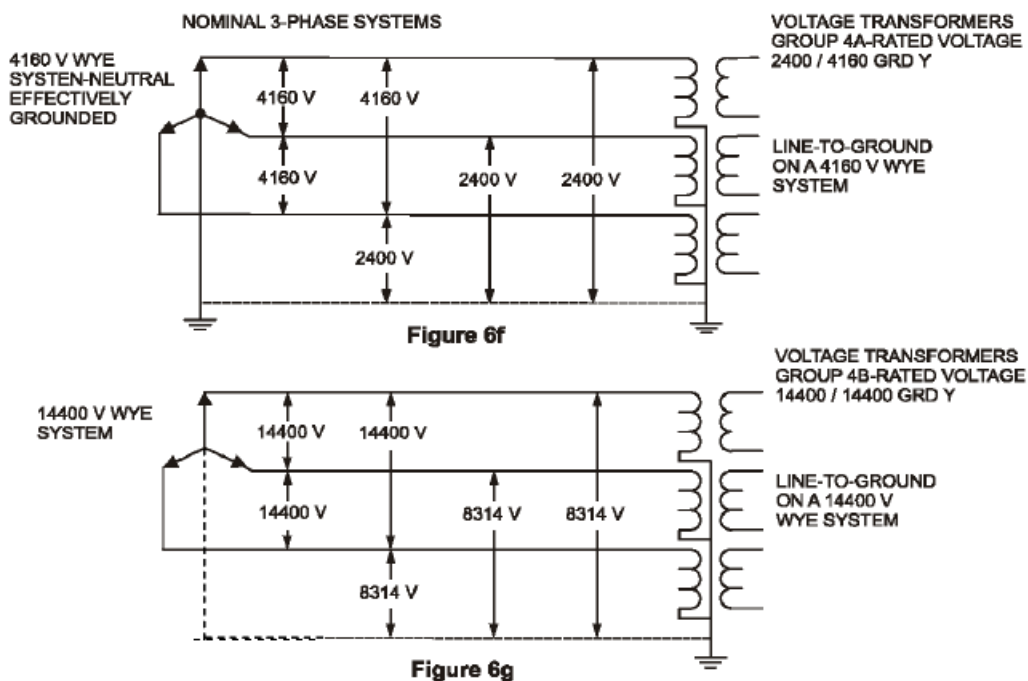 NOMINAL 3-PHASE SYSTEMS
VOLTAGE TRANSFORMERS
GROUP 4A-RATED VOLTAGE
2400 / 4160 GRD Y
4160 V WYE
SYSTEN-NEUTRAL
EFFECTIVELY
GROUNDED
4160 V
4160 V
4160 V
2400 V
2400 V
2400 V
LINE-TO-GROUND
ON A 4160 V WYE
SYSTEM
Figure 6f
VOLTAGE TRANSFORMERS
GROUP 4B-RATED VOLTAGE
14400 / 14400 GRD Y
14400 V WYE
SYSTEM
14400 V
14400 V
14400 V
8314 V
8314 V
8314 V
LINE-TO-GROUND
ON A 14400 V
WYE SYSTEM
Figure 6g